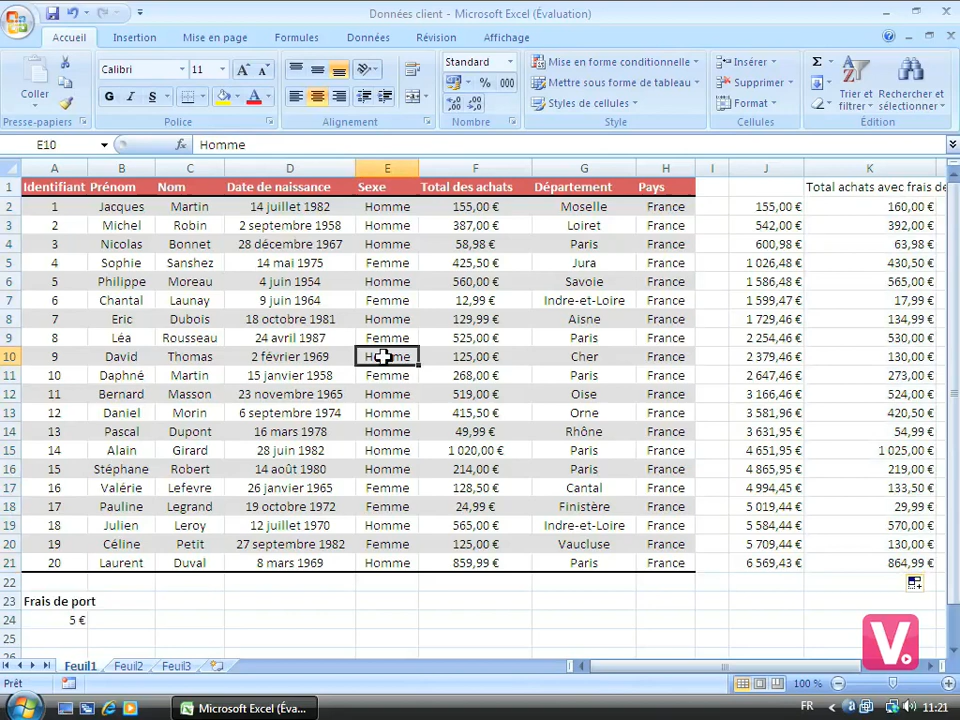 Données client - Microsoft Excel (Évaluation)
Accueil Insertion Mise en page Formules Données Révision Affichage
Calibri 11 Standard Mise en forme conditionnelle Insérer Σ
Coller G I S % 000 Mettre sous forme de tableau Supprimer Trier et filtrer Rechercher et sélectionner
Styles de cellules Format
Presse-papiers Police Alignement Nombre Style Cellules Édition
E10 fx Homme
A B C D E F G H I J K
1 Identifiant Prénom Nom Date de naissance Sexe Total des achats Département Pays Total achats avec frais de
2 1 Jacques Martin 14 juillet 1982 Homme 155,00 € Moselle France 155,00 € 160,00 €
3 2 Michel Robin 2 septembre 1958 Homme 387,00 € Loiret France 542,00 € 392,00 €
4 3 Nicolas Bonnet 28 décembre 1967 Homme 58,98 € Paris France 600,98 € 63,98 €
5 4 Sophie Sanshez 14 mai 1975 Femme 425,50 € Jura France 1 026,48 € 430,50 €
6 5 Philippe Moreau 4 juin 1954 Homme 560,00 € Savoie France 1 586,48 € 565,00 €
7 6 Chantal Launay 9 juin 1964 Femme 12,99 € Indre-et-Loire France 1 599,47 € 17,99 €
8 7 Eric Dubois 18 octobre 1981 Homme 129,99 € Aisne France 1 729,46 € 134,99 €
9 8 Léa Rousseau 24 avril 1987 Femme 525,00 € Paris France 2 254,46 € 530,00 €
10 9 David Thomas 2 février 1969 Homme 125,00 € Cher France 2 379,46 € 130,00 €
11 10 Daphné Martin 15 janvier 1958 Femme 268,00 € Paris France 2 647,46 € 273,00 €
12 11 Bernard Masson 23 novembre 1965 Homme 519,00 € Oise France 3 166,46 € 524,00 €
13 12 Daniel Morin 6 septembre 1974 Homme 415,50 € Orne France 3 581,96 € 420,50 €
14 13 Pascal Dupont 16 mars 1978 Homme 49,99 € Rhône France 3 631,95 € 54,99 €
15 14 Alain Girard 28 juin 1982 Homme 1 020,00 € Paris France 4 651,95 € 1 025,00 €
16 15 Stéphane Robert 14 août 1980 Homme 214,00 € Paris France 4 865,95 € 219,00 €
17 16 Valérie Lefevre 26 janvier 1965 Femme 128,50 € Cantal France 4 994,45 € 133,50 €
18 17 Pauline Legrand 19 octobre 1972 Femme 24,99 € Finistère France 5 019,44 € 29,99 €
19 18 Julien Leroy 12 juillet 1970 Homme 565,00 € Indre-et-Loire France 5 584,44 € 570,00 €
20 19 Céline Petit 27 septembre 1982 Femme 125,00 € Vaucluse France 5 709,44 € 130,00 €
21 20 Laurent Duval 8 mars 1969 Homme 859,99 € Paris France 6 569,43 € 864,99 €
22
23 Frais de port
24 5 €
25
26
Feuil1 Feuil2 Feuil3
Prêt 100 %
Microsoft Excel (Éva... FR 11:21